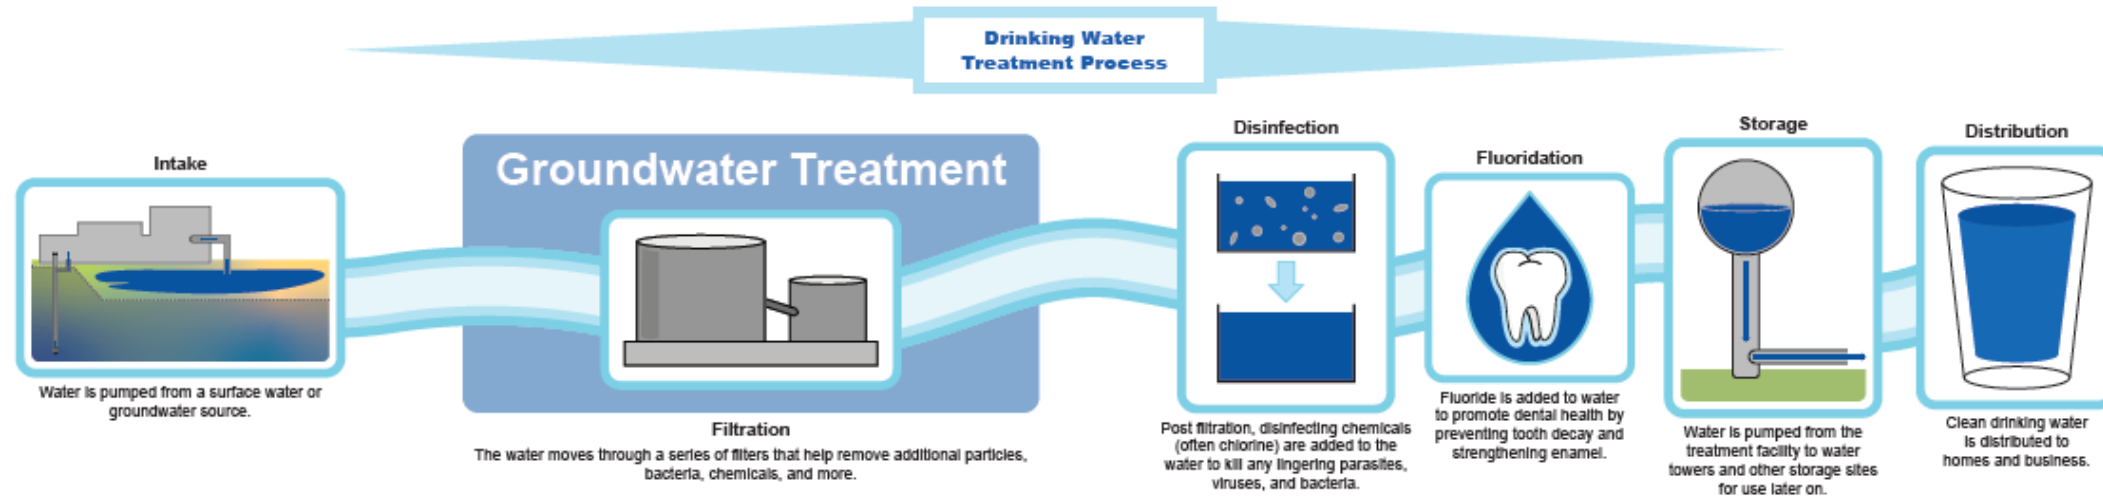 Drinking Water
Treatment Process
Intake
Water is pumped from a surface water or
groundwater source.
Groundwater Treatment
Filtration
The water moves through a series of filters that help remove additional particles,
bacteria, chemicals, and more.
Disinfection
Post filtration, disinfecting chemicals
(often chlorine) are added to the
water to kill any lingering parasites,
viruses, and bacteria.
Fluoridation
Fluoride is added to water
to promote dental health by
preventing tooth decay and
strengthening enamel.
Storage
Water is pumped from the
treatment facility to water
towers and other storage sites
for use later on.
Distribution
Clean drinking water
is distributed to
homes and business.